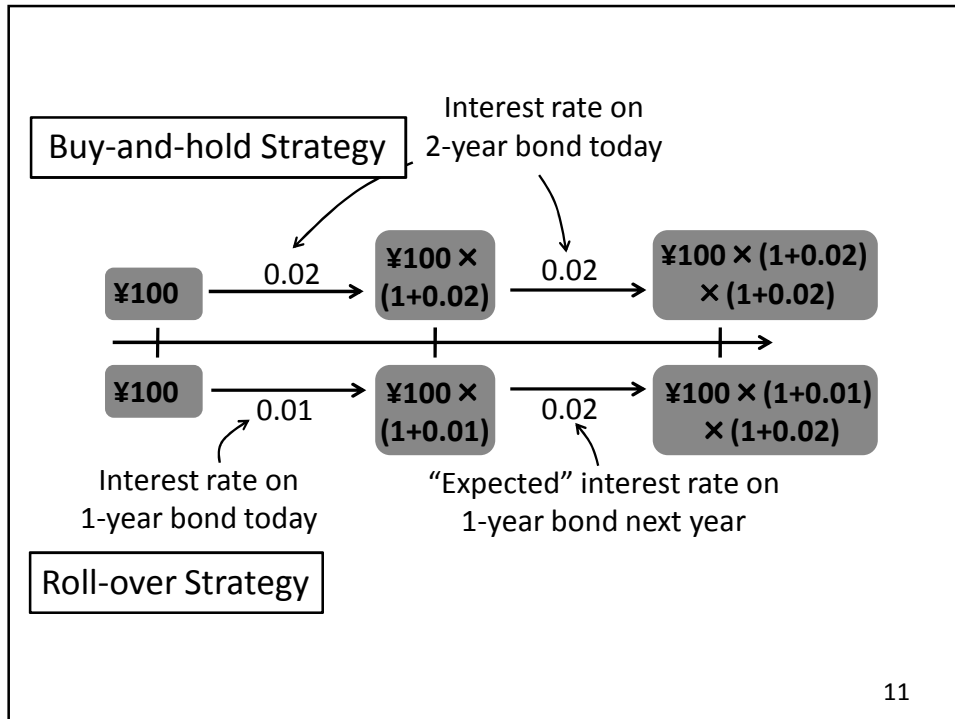 Interest rate on
2-year bond today
Buy-and-hold Strategy
¥100
0.02
¥100 ×
(1+0.02)
0.02
¥100 × (1+0.02)
× (1+0.02)
¥100
0.01
¥100 ×
(1+0.01)
0.02
¥100 × (1+0.01)
× (1+0.02)
Interest rate on
1-year bond today
“Expected” interest rate on
1-year bond next year
Roll-over Strategy
11